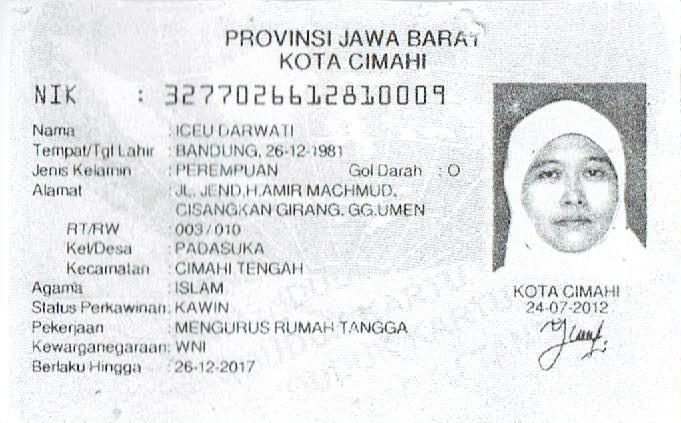 PROVINSI JAWA BARAT
KOTA CIMAHI
NIK : 3277026612810009
Nama : ICEU DARWATI
Tempat/Tgl Lahir : BANDUNG, 26-12-1981
Jenis Kelamin : PEREMPUAN Gol Darah : O
Alamat : JL. JEND.H.AMIR MACHMUD,
CISANGKAN GIRANG. GG.UMEN
RT/RW : 003/010
Kel/Desa : PADASUKA
Kecamatan : CIMAHI TENGAH
Agama : ISLAM
Status Perkawinan: KAWIN
Pekerjaan : MENGURUS RUMAH TANGGA
Kewarganegaraan: WNI
Berlaku Hingga : 26-12-2017
KOTA CIMAHI
24-07-2012